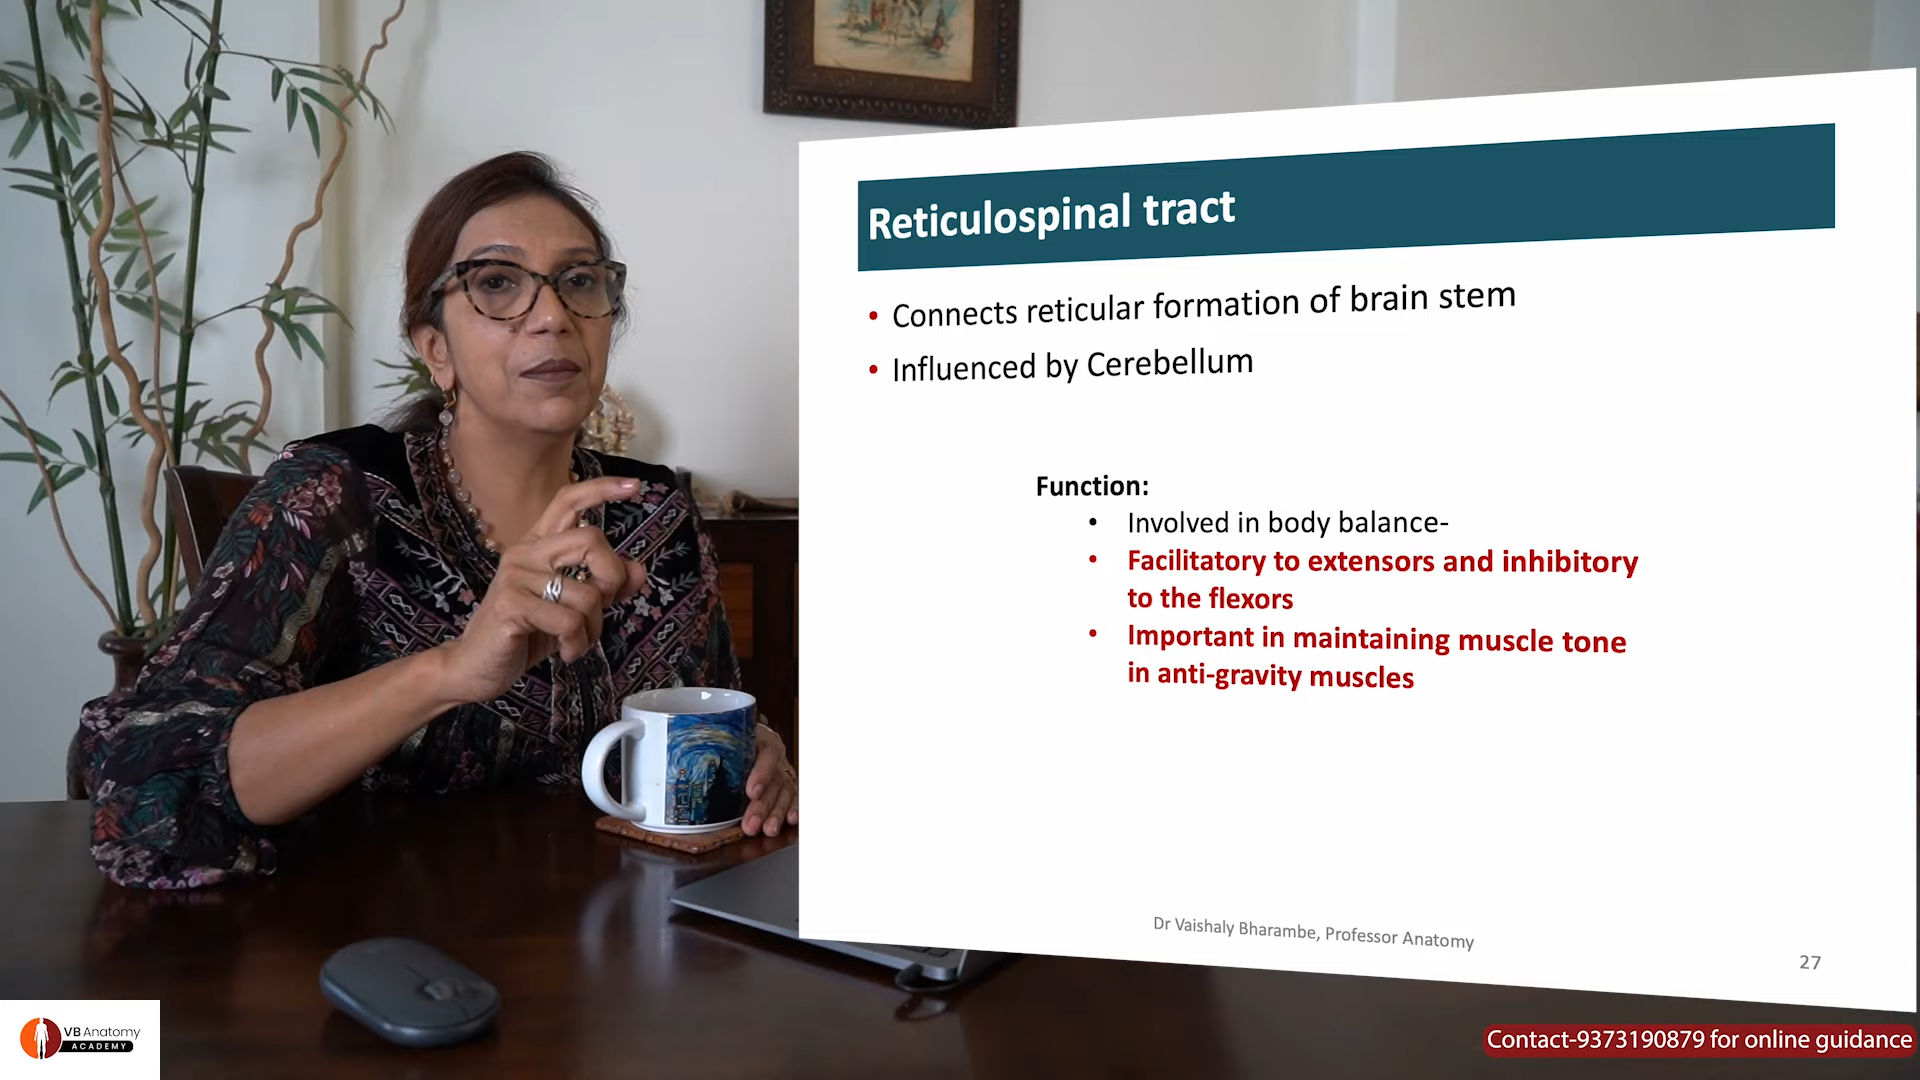 Reticulospinal tract
• Connects reticular formation of brain stem
• Influenced by Cerebellum
Function:
• Involved in body balance-
• Facilitatory to extensors and inhibitory
to the flexors
• Important in maintaining muscle tone
in anti-gravity muscles
Dr Vaishaly Bharambe, Professor Anatomy
27
VB Anatomy
ACADEMY
Contact-9373190879 for online guidance